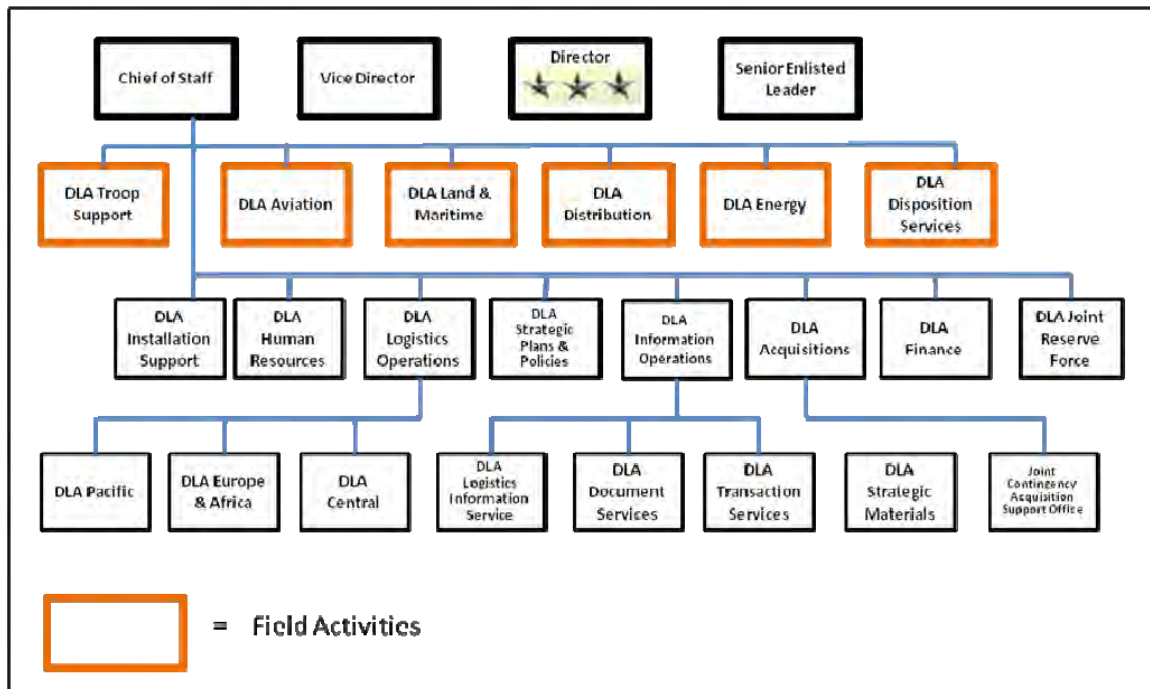 Chief of Staff
Vice Director
Director
Senior Enlisted
Leader
DLA Troop
Support
DLA Aviation
DLA Land &
Maritime
DLA
Distribution
DLA Energy
DLA
Disposition
Services
DLA
Installation
Support
DLA
Human
Resources
DLA
Logistics
Operations
DLA
Strategic
Plans &
Policies
DLA
Information
Operations
DLA
Acquisitions
DLA
Finance
DLA Joint
Reserve
Force
DLA Pacific
DLA Europe
& Africa
DLA
Central
DLA
Logistics
Information
Service
DLA
Document
Services
DLA
Transaction
Services
DLA
Strategic
Materials
Joint
Contingency
Acquisition
Support Office
= Field Activities